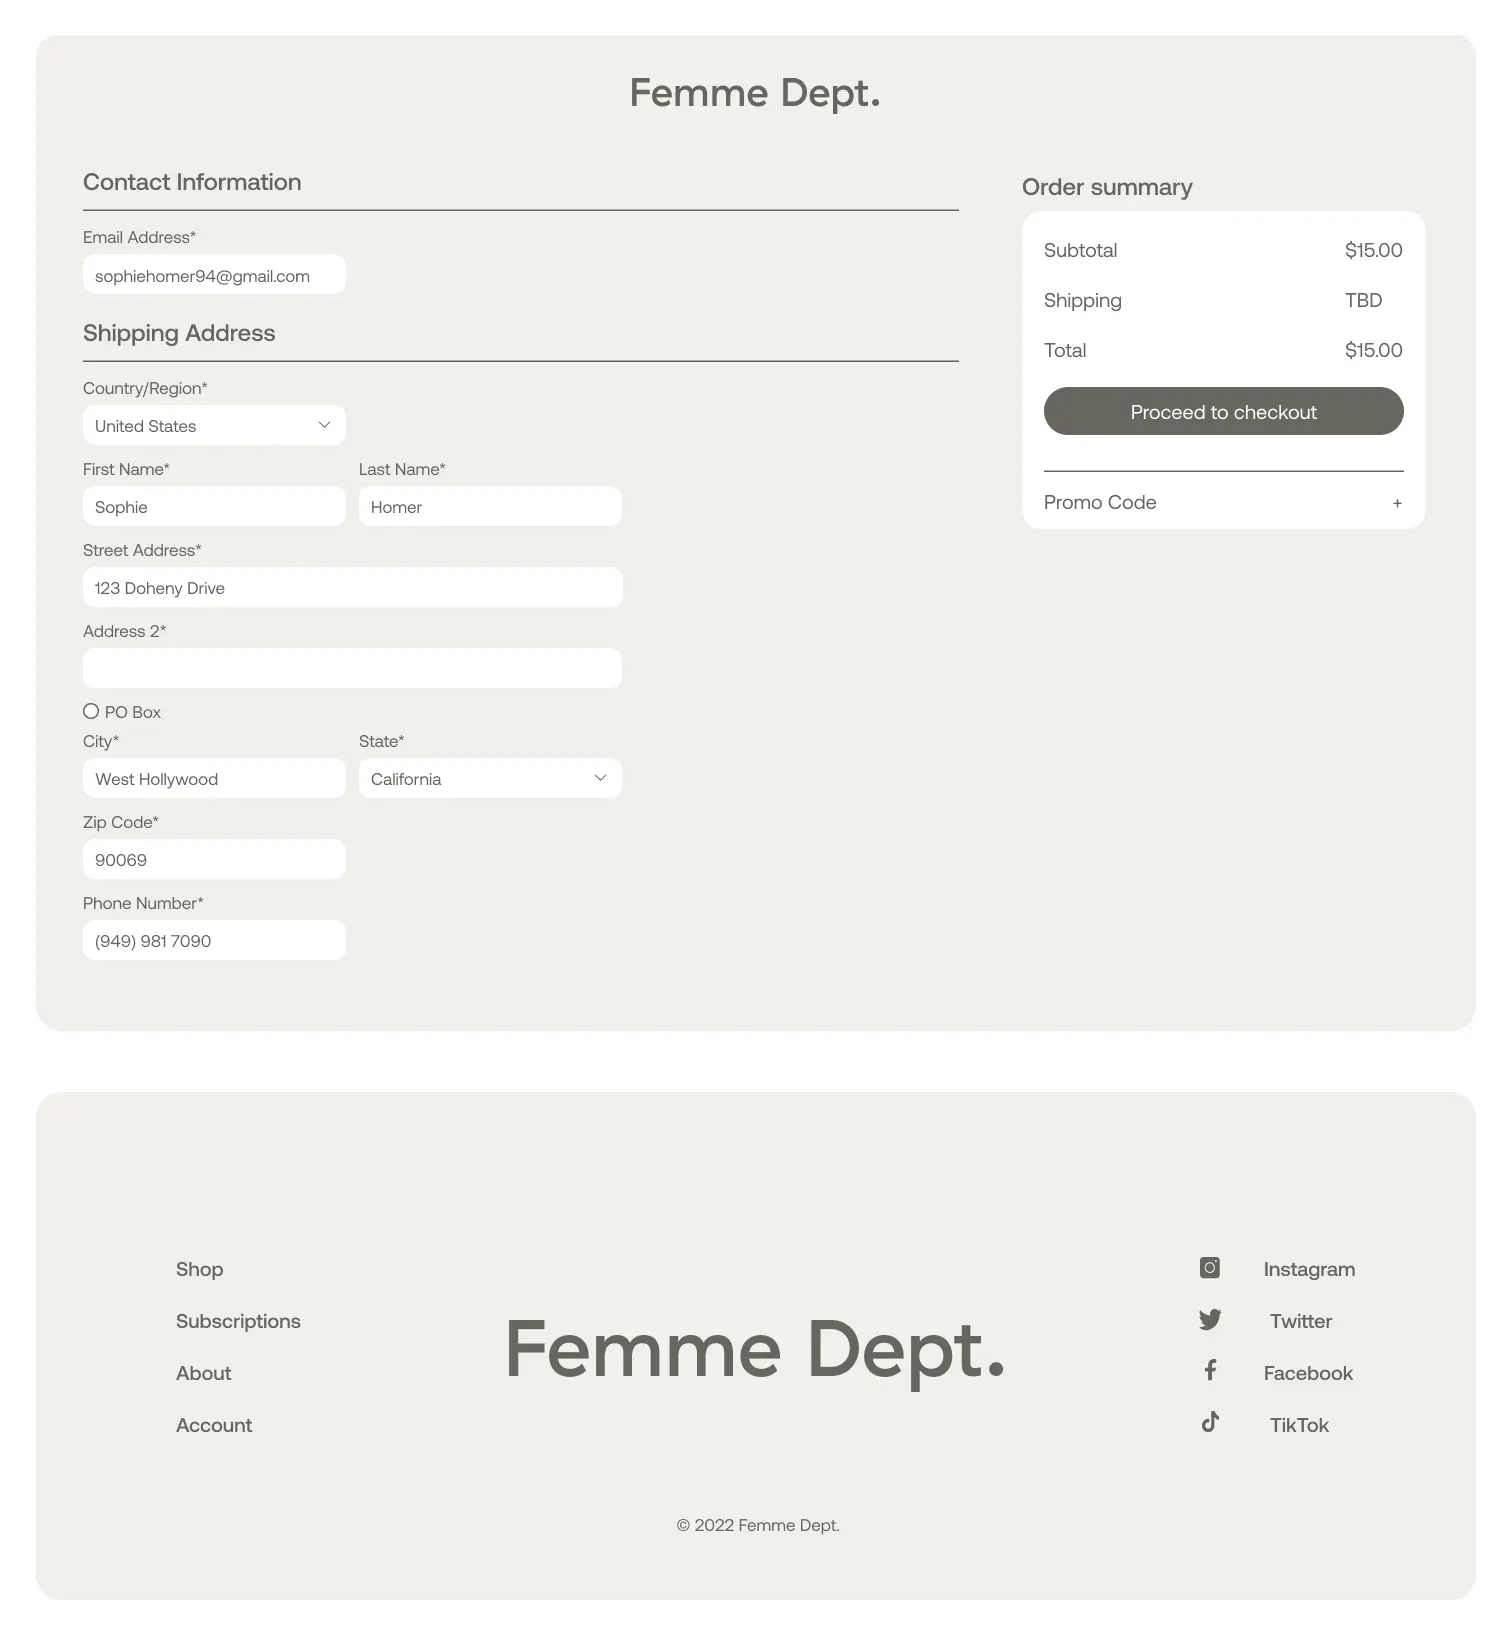 Femme Dept.
Contact Information
Email Address*
sophiehomer94@gmail.com
Shipping Address
Country/Region*
United States
First Name* Last Name*
Sophie Homer
Street Address*
123 Doheny Drive
Address 2*
PO Box
City* State*
West Hollywood California
Zip Code*
90069
Phone Number*
(949) 981 7090
Order summary
Subtotal $15.00
Shipping TBD
Total $15.00
Proceed to checkout
Promo Code +
Shop
Subscriptions
About
Account
Femme Dept.
Instagram
Twitter
Facebook
TikTok
© 2022 Femme Dept.